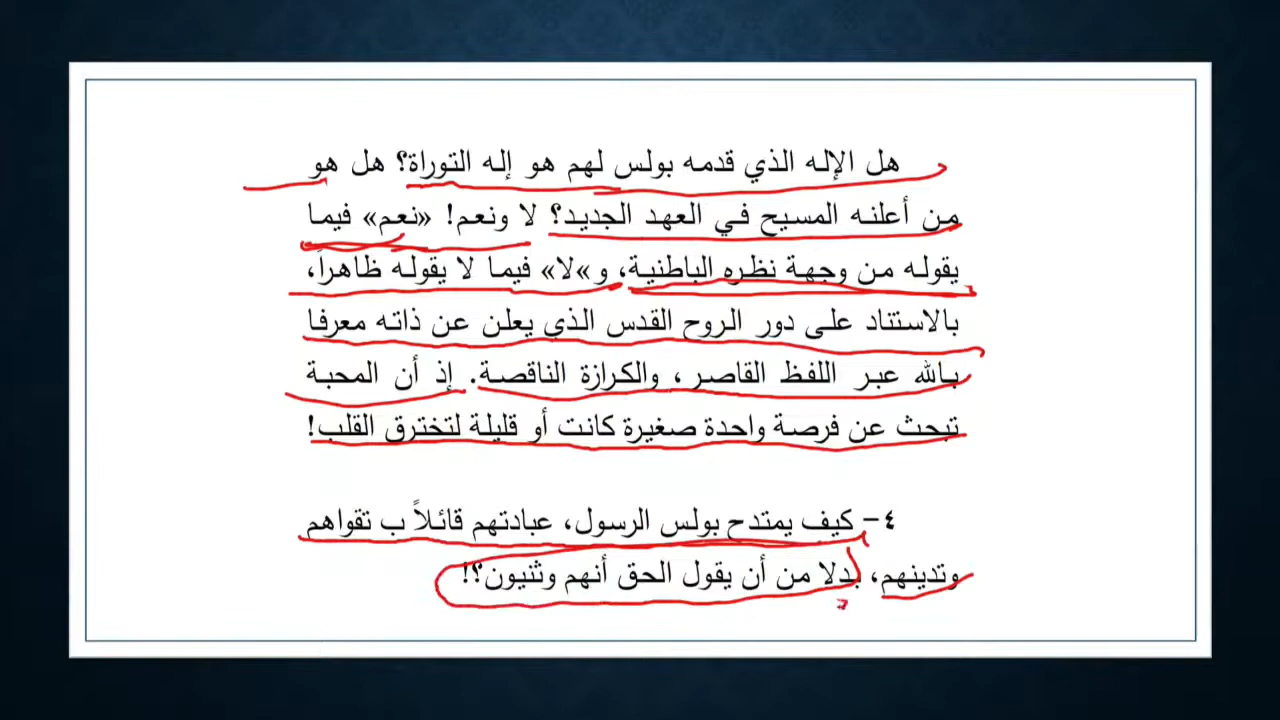 هل الإله الذي قدمه بولس لهم هو إله التوراة؟ هل هو
من أعلنه المسيح في العهد الجديد؟ لا ونعم! «نعم» فيما
يقوله من وجهة نظره الباطنية، و»لا» فيما لا يقوله ظاهراً،
بالاستناد على دور الروح القدس الذي يعلن عن ذاته معرفا
بالله عبر اللفظ القاصر، والكرازة الناقصة. إذ أن المحبة
تبحث عن فرصة واحدة صغيرة كانت أو قليلة لتخترق القلب!
٤- كيف يمتدح بولس الرسول، عبادتهم قائلاً ب تقواهم
وتدينهم، بدلا من أن يقول الحق أنهم وثنيون؟!